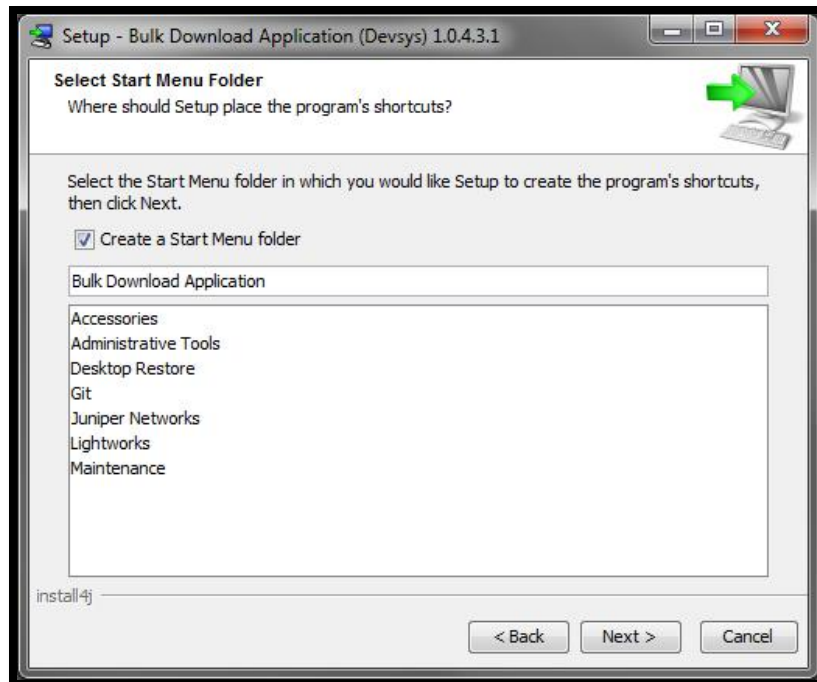 Setup - Bulk Download Application (Devsys) 1.0.4.3.1
Select Start Menu Folder
Where should Setup place the program's shortcuts?
Select the Start Menu folder in which you would like Setup to create the program's shortcuts,
then click Next.
Create a Start Menu folder
Bulk Download Application
Accessories
Administrative Tools
Desktop Restore
Git
Juniper Networks
Lightworks
Maintenance
install4j
< Back Next > Cancel